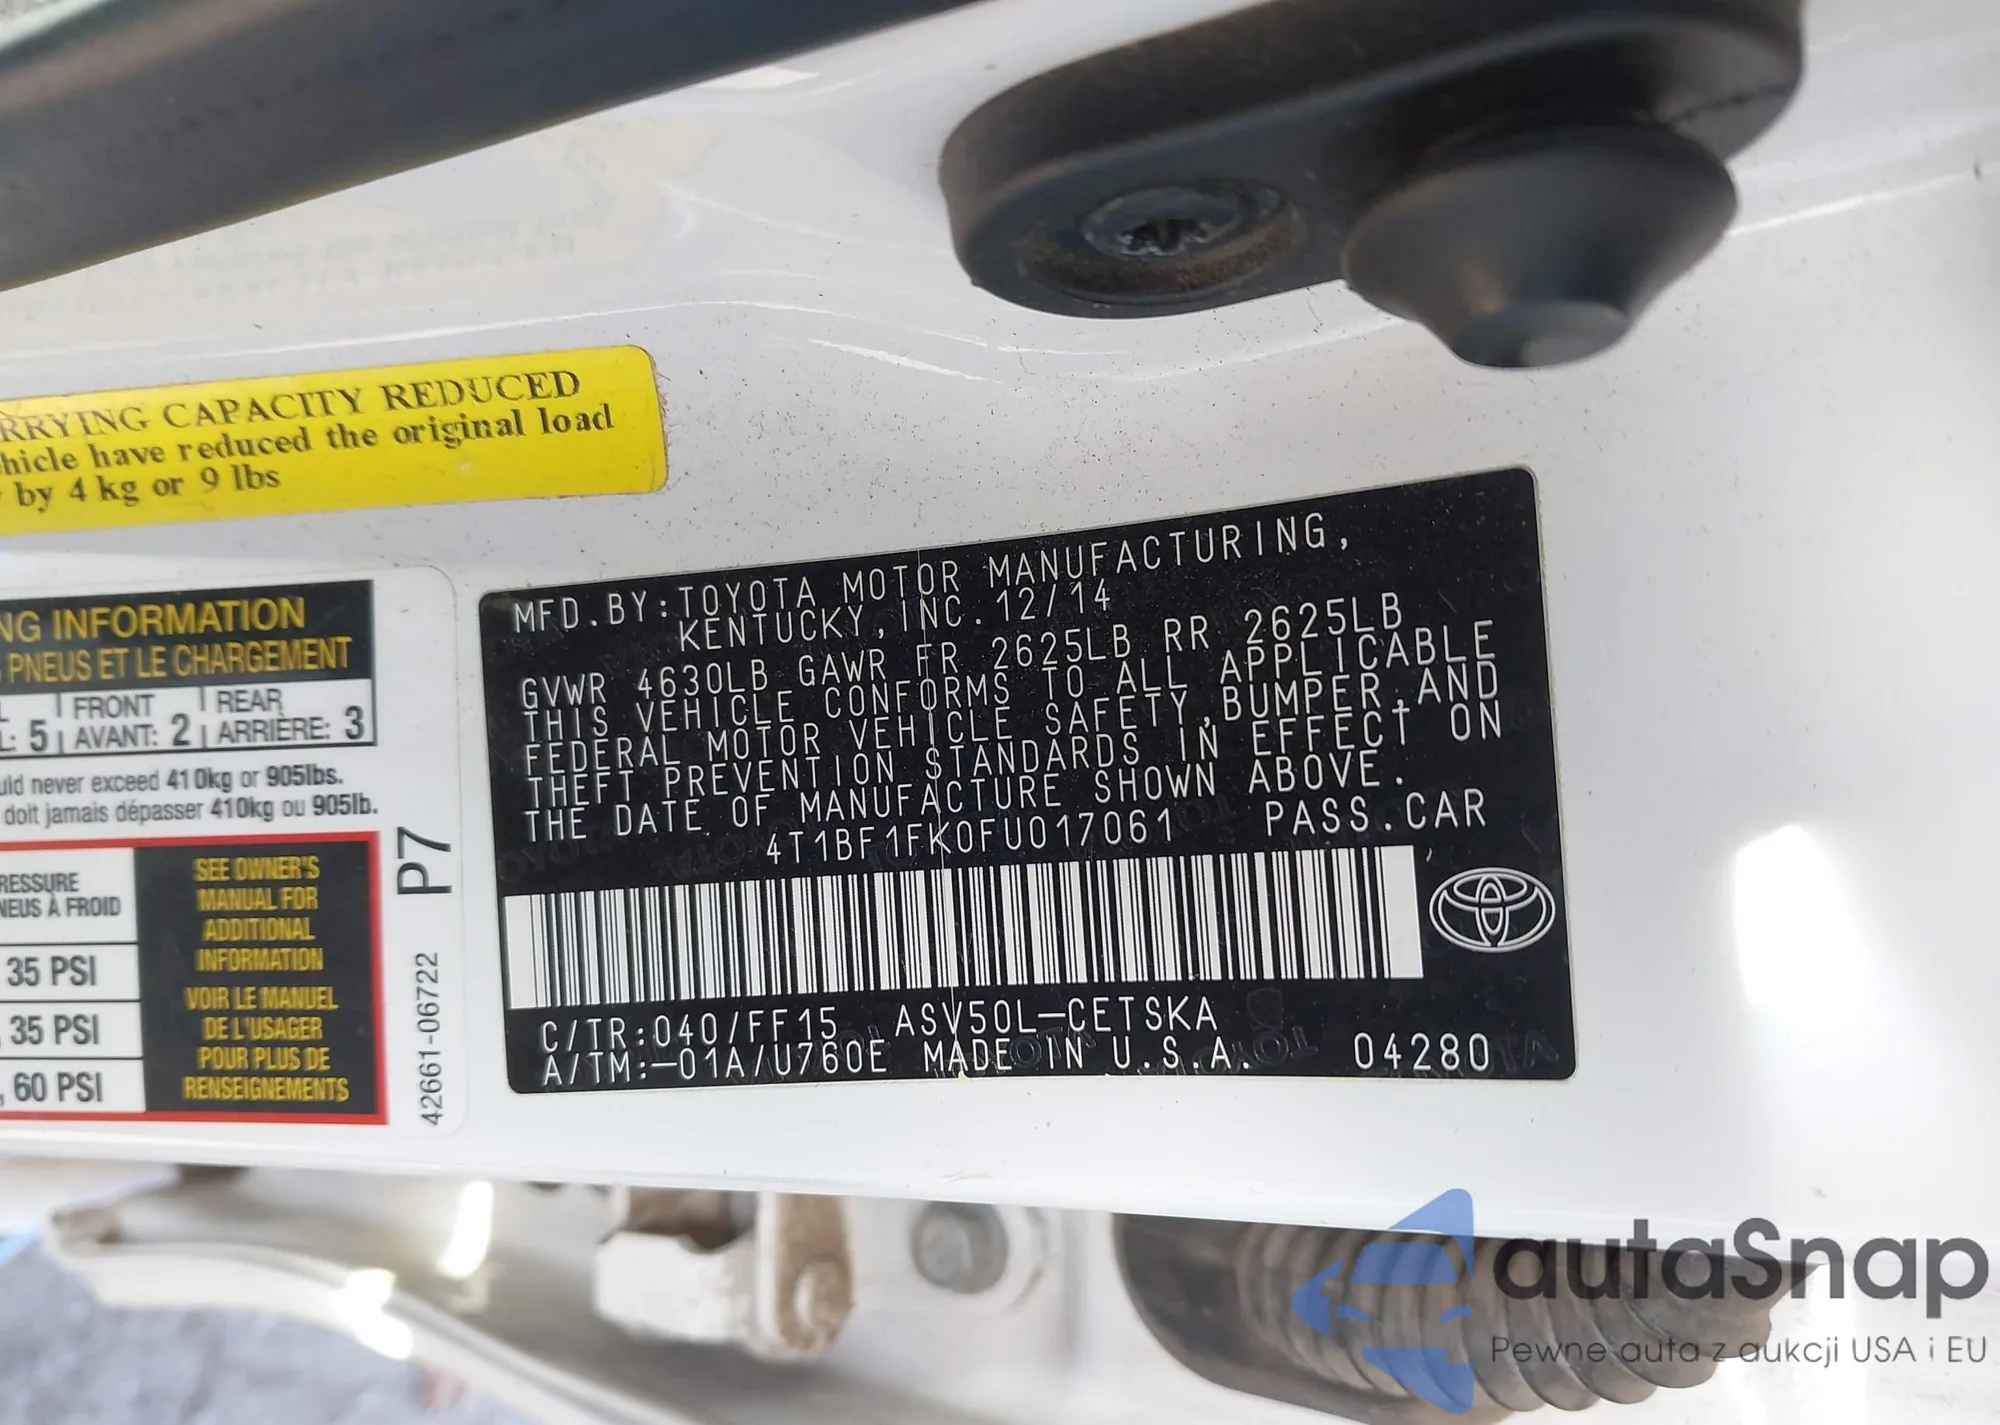 RRYING CAPACITY REDUCED
hicle have reduced the original load
by 4 kg or 9 lbs
NG INFORMATION
PNEUS ET LE CHARGEMENT
FRONT REAR
L: 5 AVANT: 2 ARRIÈRE: 3
uld never exceed 410kg or 905lbs.
doit jamais dépasser 410kg ou 905lb.
RESSURE
NEUS À FROID
35 PSI
35 PSI
60 PSI
SEE OWNER'S
MANUAL FOR
ADDITIONAL
INFORMATION
VOIR LE MANUEL
DE L'USAGER
POUR PLUS DE
RENSEIGNEMENTS
P7
42661-06722
MFD.BY:TOYOTA MOTOR MANUFACTURING,
KENTUCKY,INC.12/14
GVWR 4630LB GAWR FR 2625LB RR 2625LB
THIS VEHICLE CONFORMS TO ALL APPLICABLE
FEDERAL MOTOR VEHICLE SAFETY,BUMPER,AND
THEFT PREVENTION STANDARDS IN EFFECT ON
THE DATE OF MANUFACTURE SHOWN ABOVE.
4T1BF1FK0FU017061 PASS.CAR
C/TR:040/FF15 ASV50L-CETSKA
A/TM:-01A/U760E MADE IN U.S.A. 04280
autaSnap
Pewne auta z aukcji USA i EU